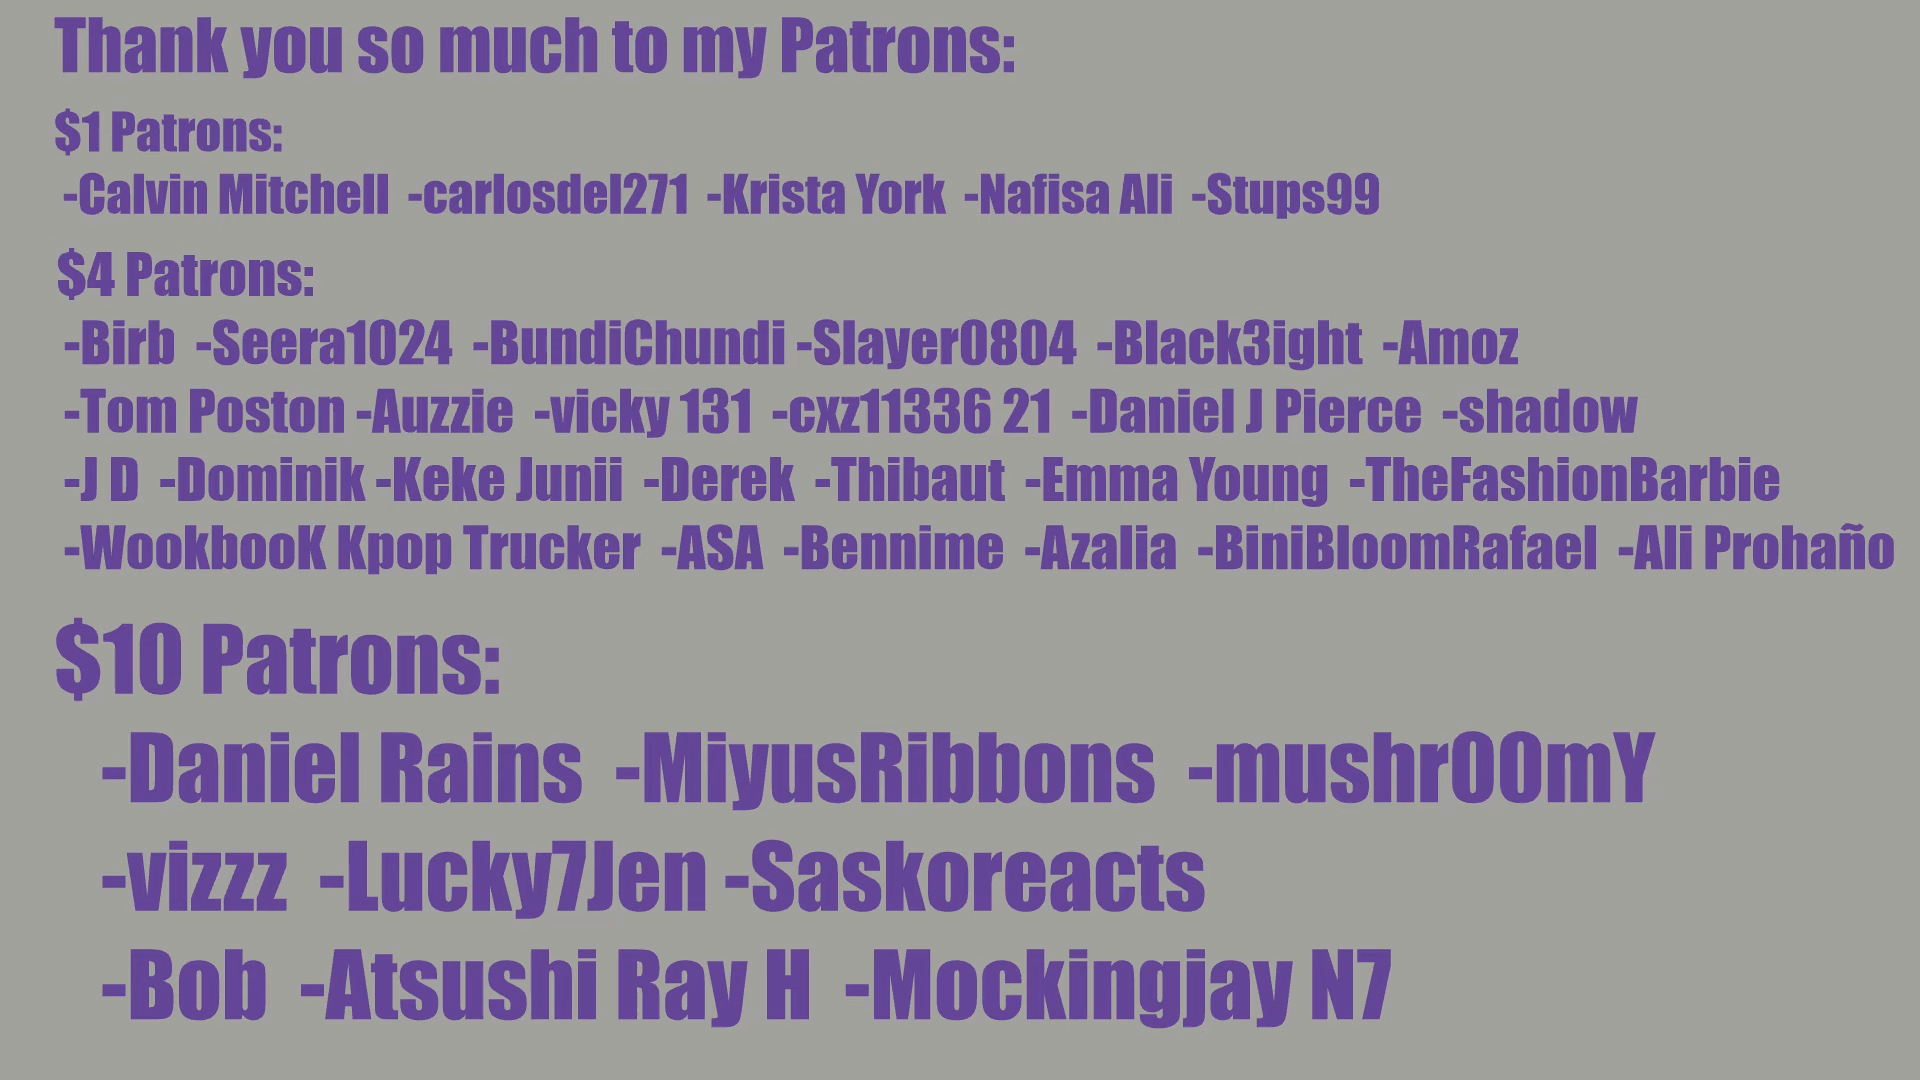 Thank you so much to my Patrons:
$1 Patrons:
-Calvin Mitchell -carlosdel271 -Krista York -Nafisa Ali -Stups99
$4 Patrons:
-Birb -Seera1024 -BundiChundi -Slayer0804 -Black3ight -Amoz
-Tom Poston -Auzzie -vicky 131 -cxz11336 21 -Daniel J Pierce -shadow
-J D -Dominik -Keke Junii -Derek -Thibaut -Emma Young -TheFashionBarbie
-WookbooK Kpop Trucker -ASA -Bennime -Azalia -BiniBloomRafael -Ali Prohaño
$10 Patrons:
-Daniel Rains -MiyusRibbons -mushr00mY
-vizzz -Lucky7Jen -Saskoreacts
-Bob -Atsushi Ray H -Mockingjay N7